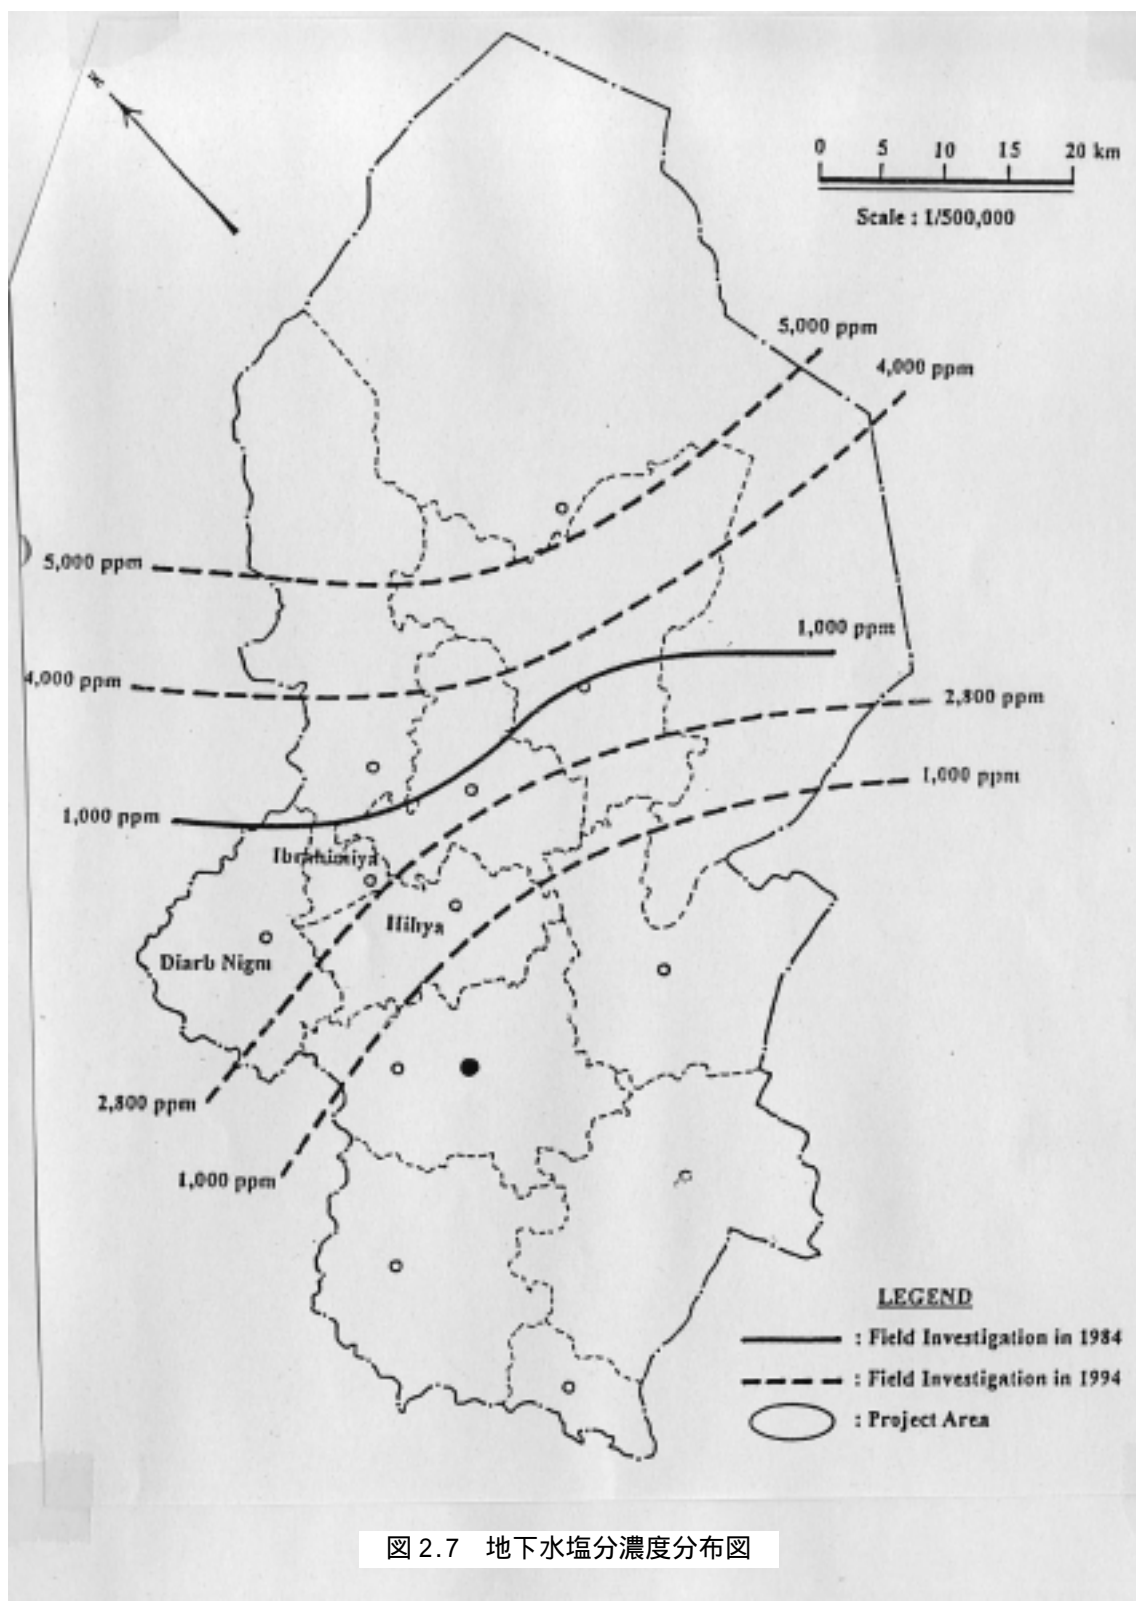 N
0 5 10 15 20 km
Scale : 1/500,000
5,000 ppm
4,000 ppm
5,000 ppm
1,000 ppm
4,000 ppm
2,800 ppm
1,000 ppm
1,000 ppm
Ibrahimiya
Hihya
Diarb Nigm
2,800 ppm
1,000 ppm
LEGEND
: Field Investigation in 1984
: Field Investigation in 1994
: Project Area
図2.7 地下水塩分濃度分布図